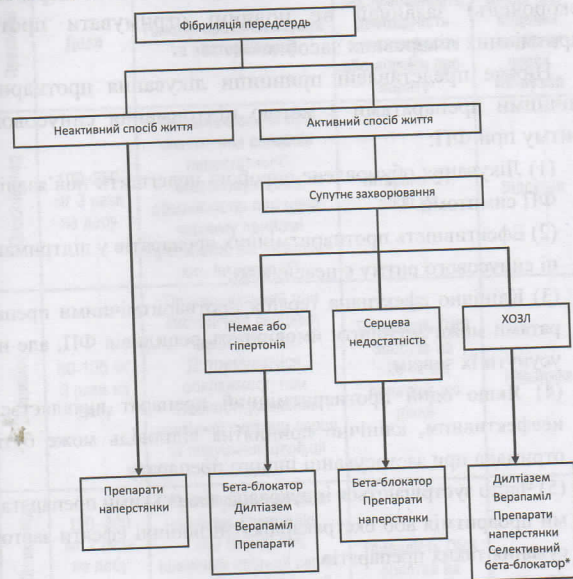 Фібриляція передсердь
Неактивний спосіб життя
Активний спосіб життя
Супутнє захворювання
Немає або
гіпертонія
Серцева
недостатність
ХОЗЛ
Препарати
наперстянки
Бета-блокатор
Дилтіазем
Верапаміл
Препарати
Бета-блокатор
Препарати
наперстянки
Дилтіазем
Верапаміл
Препарати
наперстянки
Селективний
бета-блокатор*